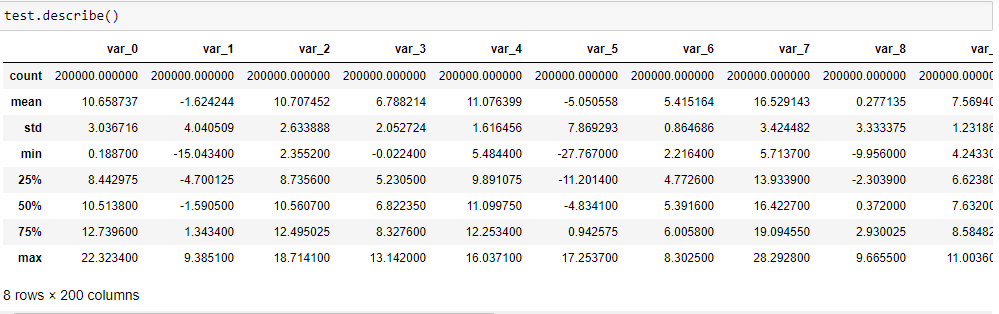 test.describe()
var_0 var_1 var_2 var_3 var_4 var_5 var_6 var_7 var_8 var_
count 200000.000000 200000.000000 200000.000000 200000.000000 200000.000000 200000.000000 200000.000000 200000.000000 200000.000000 200000.00000
mean 10.658737 -1.624244 10.707452 6.788214 11.076399 -5.050558 5.415164 16.529143 0.277135 7.56940
std 3.036716 4.040509 2.633888 2.052724 1.616456 7.869293 0.864686 3.424482 3.333375 1.23186
min 0.188700 -15.043400 2.355200 -0.022400 5.484400 -27.767000 2.216400 5.713700 -9.956000 4.24330
25% 8.442975 -4.700125 8.735600 5.230500 9.891075 -11.201400 4.772600 13.933900 -2.303900 6.62380
50% 10.513800 -1.590500 10.560700 6.822350 11.099750 -4.834100 5.391600 16.422700 0.372000 7.63200
75% 12.739600 1.343400 12.495025 8.327600 12.253400 0.942575 6.005800 19.094550 2.930025 8.58482
max 22.323400 9.385100 18.714100 13.142000 16.037100 17.253700 8.302500 28.292800 9.665500 11.00360
8 rows × 200 columns